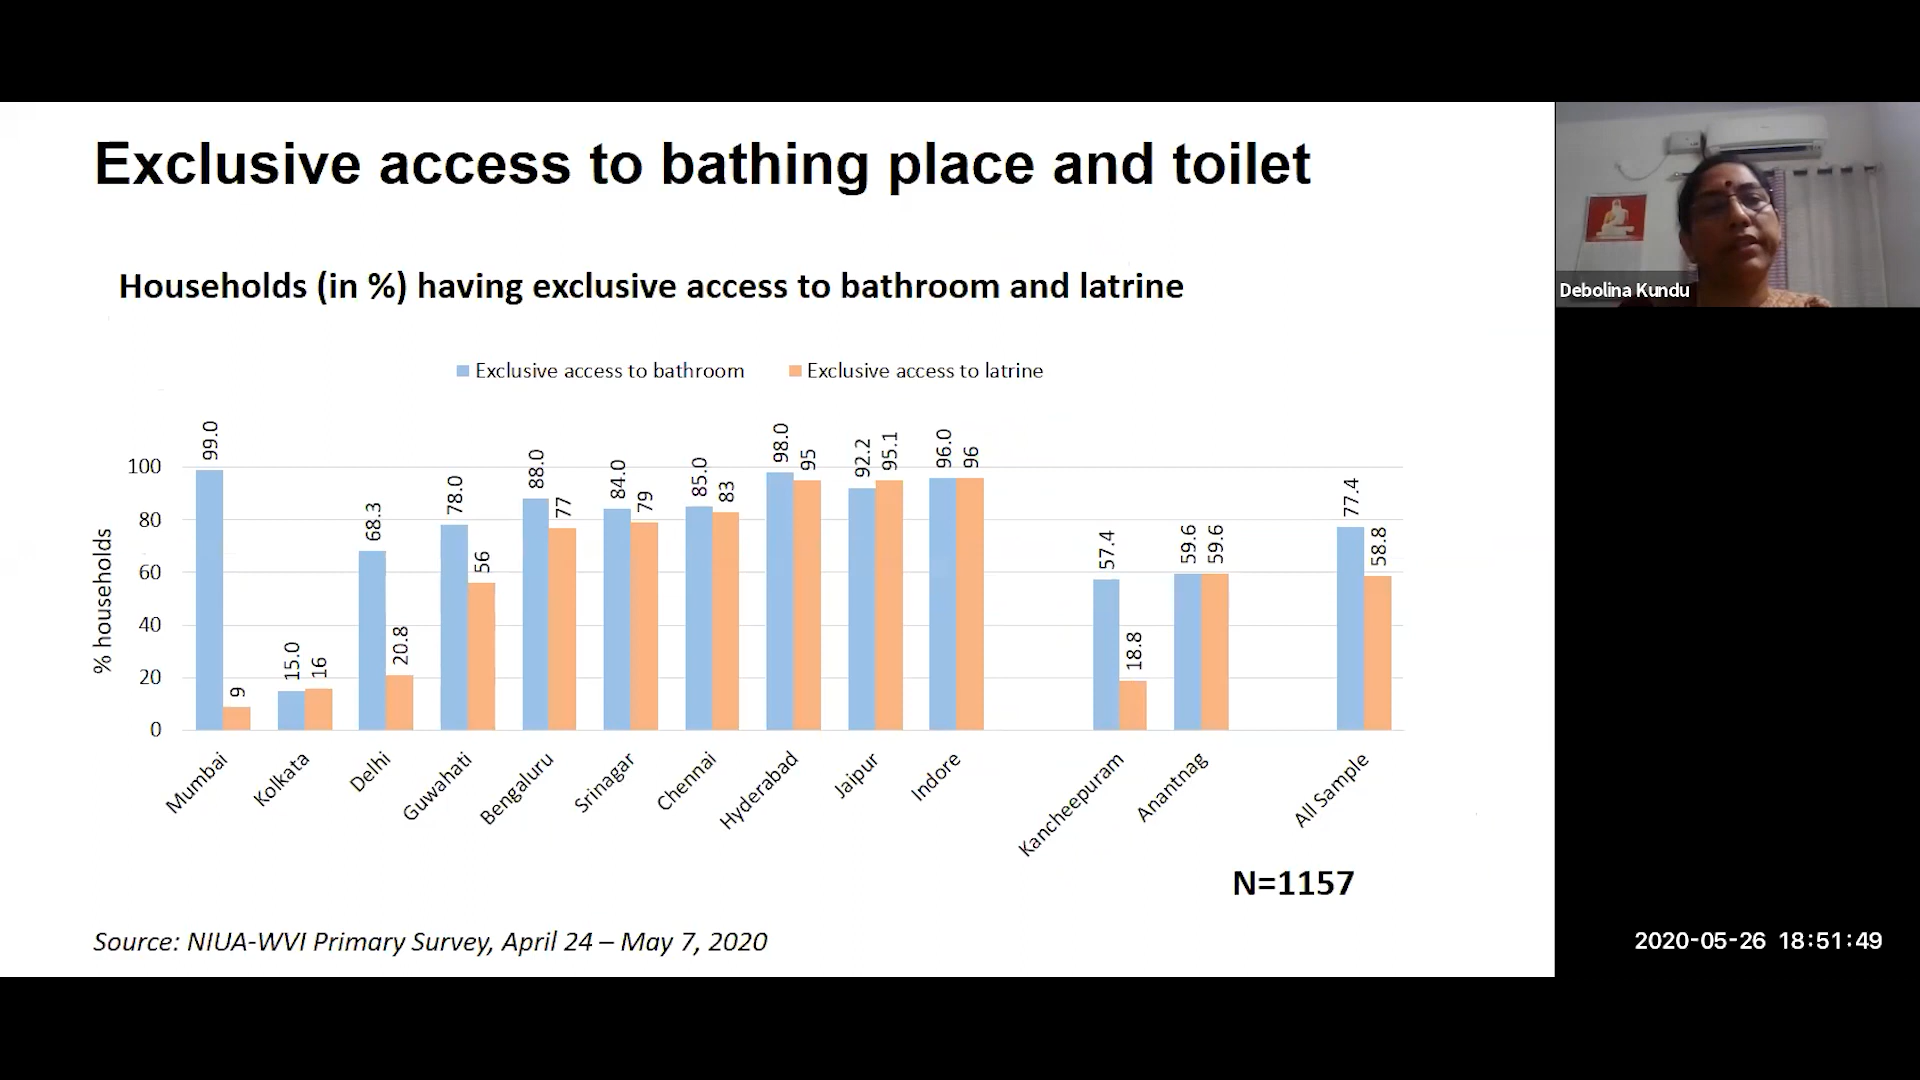 Exclusive access to bathing place and toilet
Households (in %) having exclusive access to bathroom and latrine
Exclusive access to bathroom
Exclusive access to latrine
% households
100
80
60
40
20
0
99.0
9
15.0
16
68.3
20.8
78.0
56
88.0
77
84.0
79
85.0
83
98.0
95
92.2
95.1
96.0
96
57.4
18.8
59.6
59.6
77.4
58.8
Mumbai
Kolkata
Delhi
Guwahati
Bengaluru
Srinagar
Chennai
Hyderabad
Jaipur
Indore
Kancheepuram
Anantnag
All Sample
N=1157
Source: NIUA-WVI Primary Survey, April 24 – May 7, 2020
Debolina Kundu
2020-05-26 18:51:49